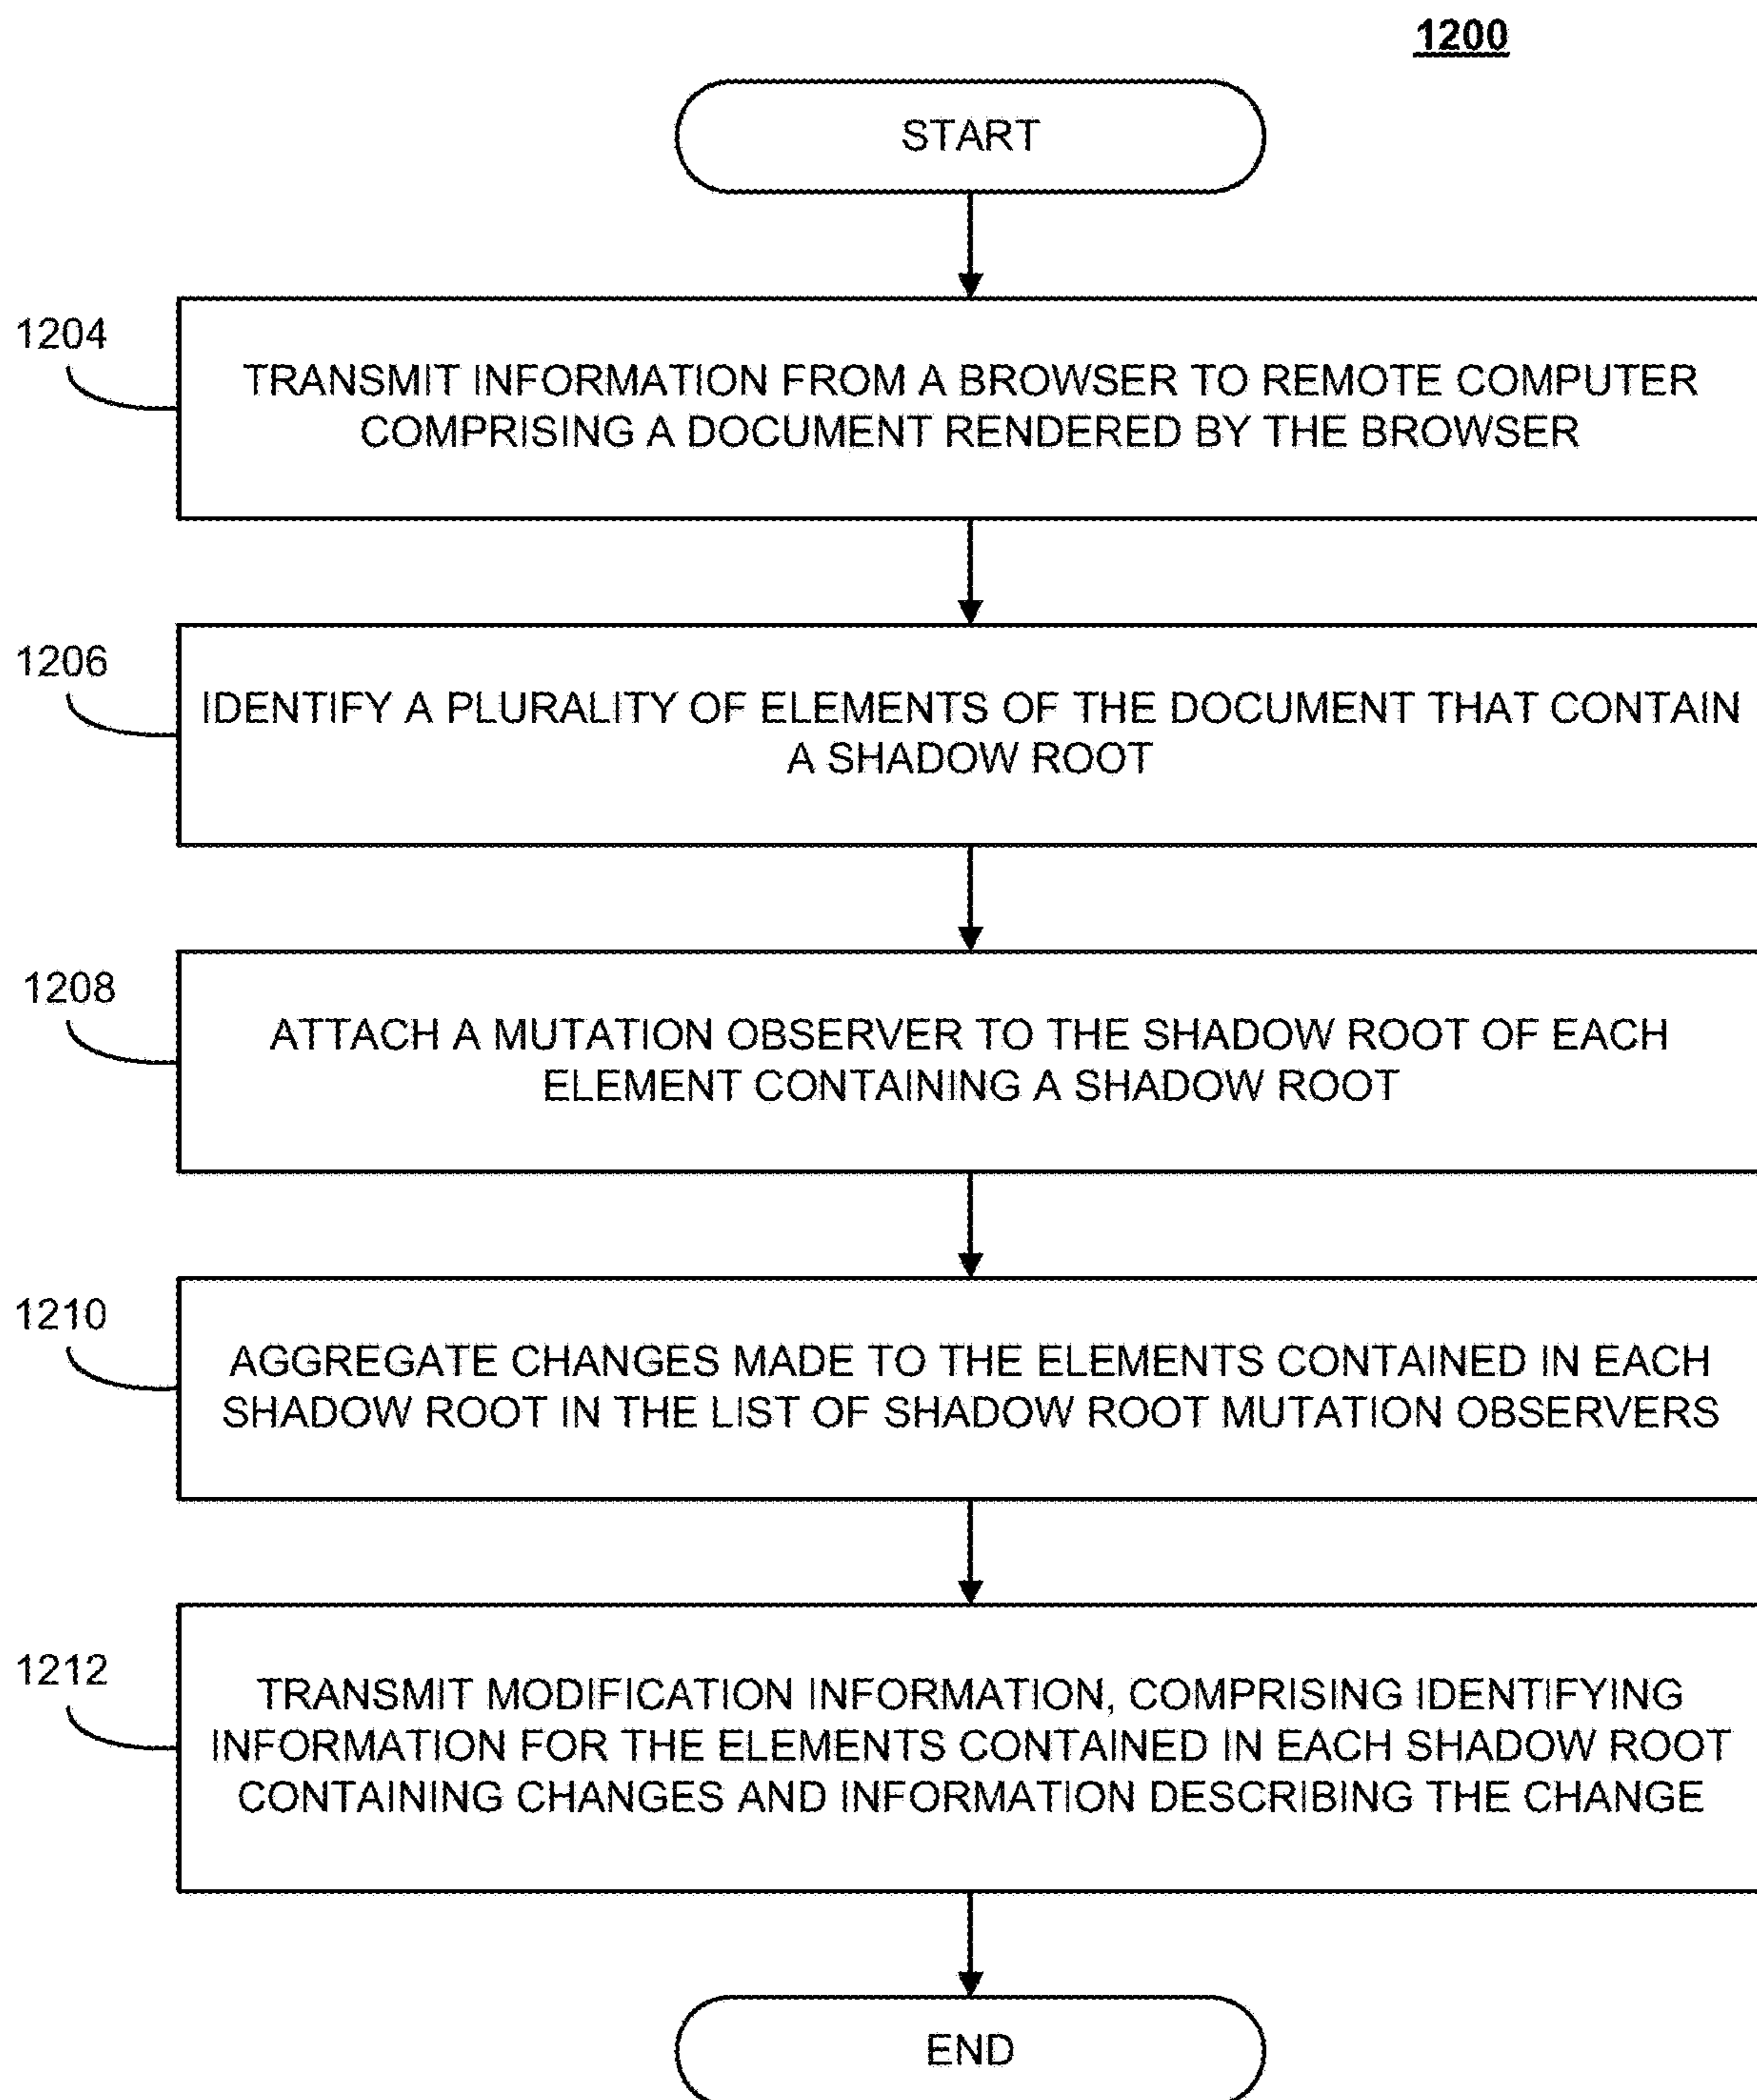 1200
START
1204
TRANSMIT INFORMATION FROM A BROWSER TO REMOTE COMPUTER
COMPRISING A DOCUMENT RENDERED BY THE BROWSER
1206
IDENTIFY A PLURALITY OF ELEMENTS OF THE DOCUMENT THAT CONTAIN
A SHADOW ROOT
1208
ATTACH A MUTATION OBSERVER TO THE SHADOW ROOT OF EACH
ELEMENT CONTAINING A SHADOW ROOT
1210
AGGREGATE CHANGES MADE TO THE ELEMENTS CONTAINED IN EACH
SHADOW ROOT IN THE LIST OF SHADOW ROOT MUTATION OBSERVERS
1212
TRANSMIT MODIFICATION INFORMATION, COMPRISING IDENTIFYING
INFORMATION FOR THE ELEMENTS CONTAINED IN EACH SHADOW ROOT
CONTAINING CHANGES AND INFORMATION DESCRIBING THE CHANGE
END